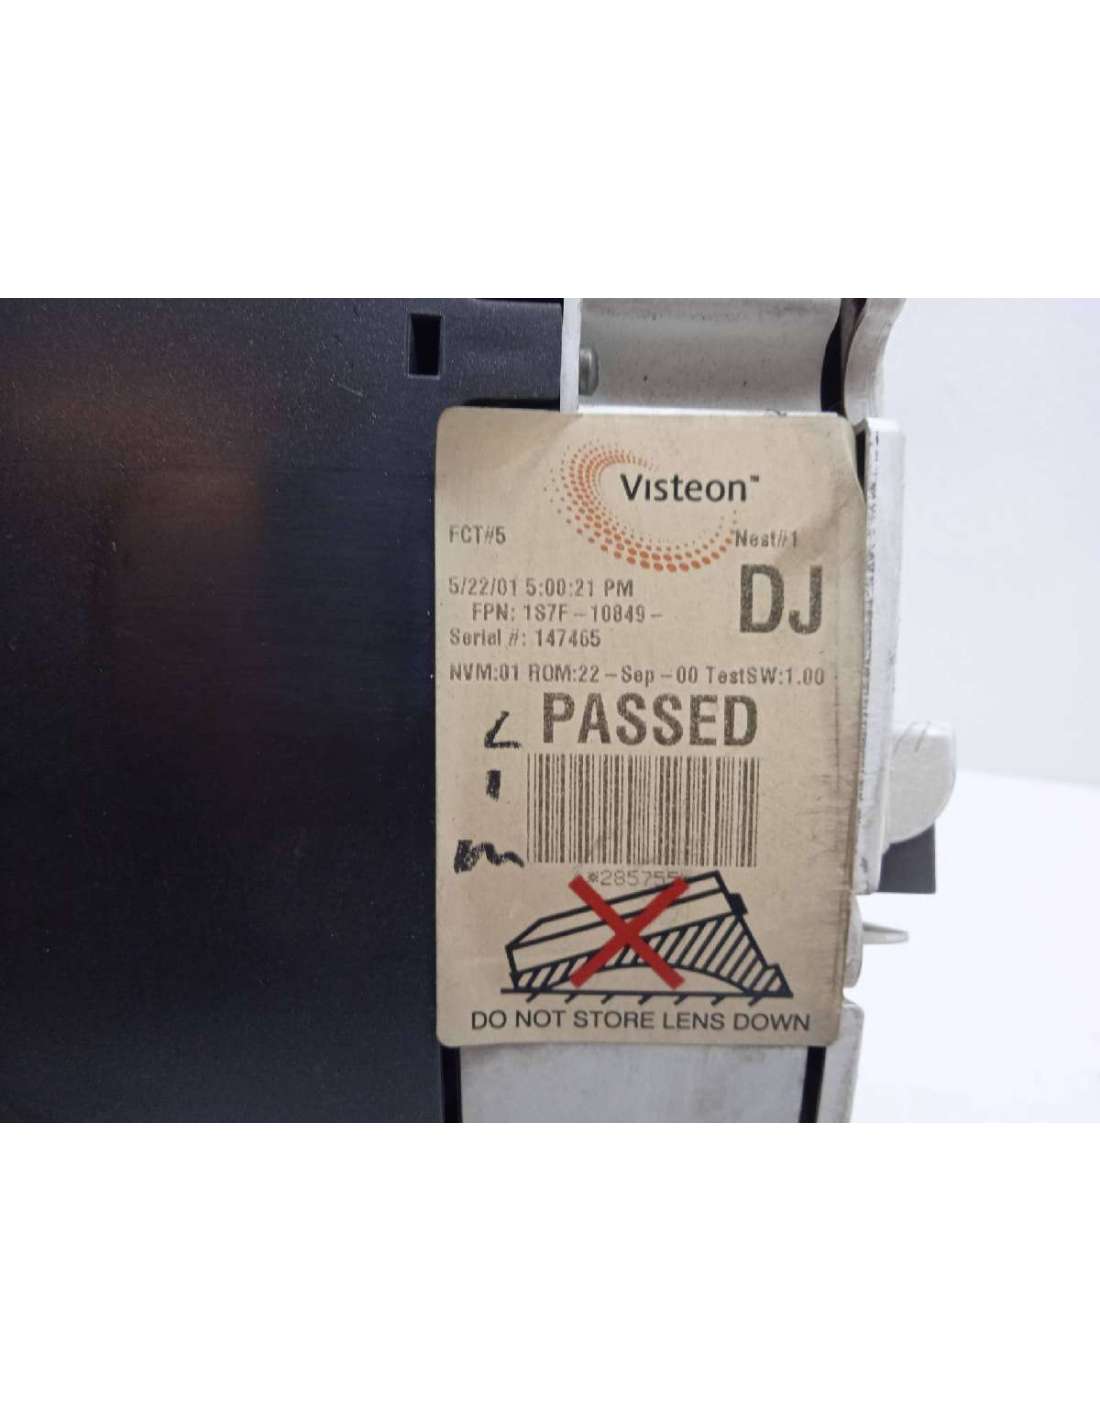 Visteon™
FCT#5 Nest#1
5/22/01 5:00:21 PM
DJ
FPN: 1S7F-10849-
Serial #: 147465
NVM:01 ROM:22-Sep-00 TestSW:1.00
PASSED
DO NOT STORE LENS DOWN